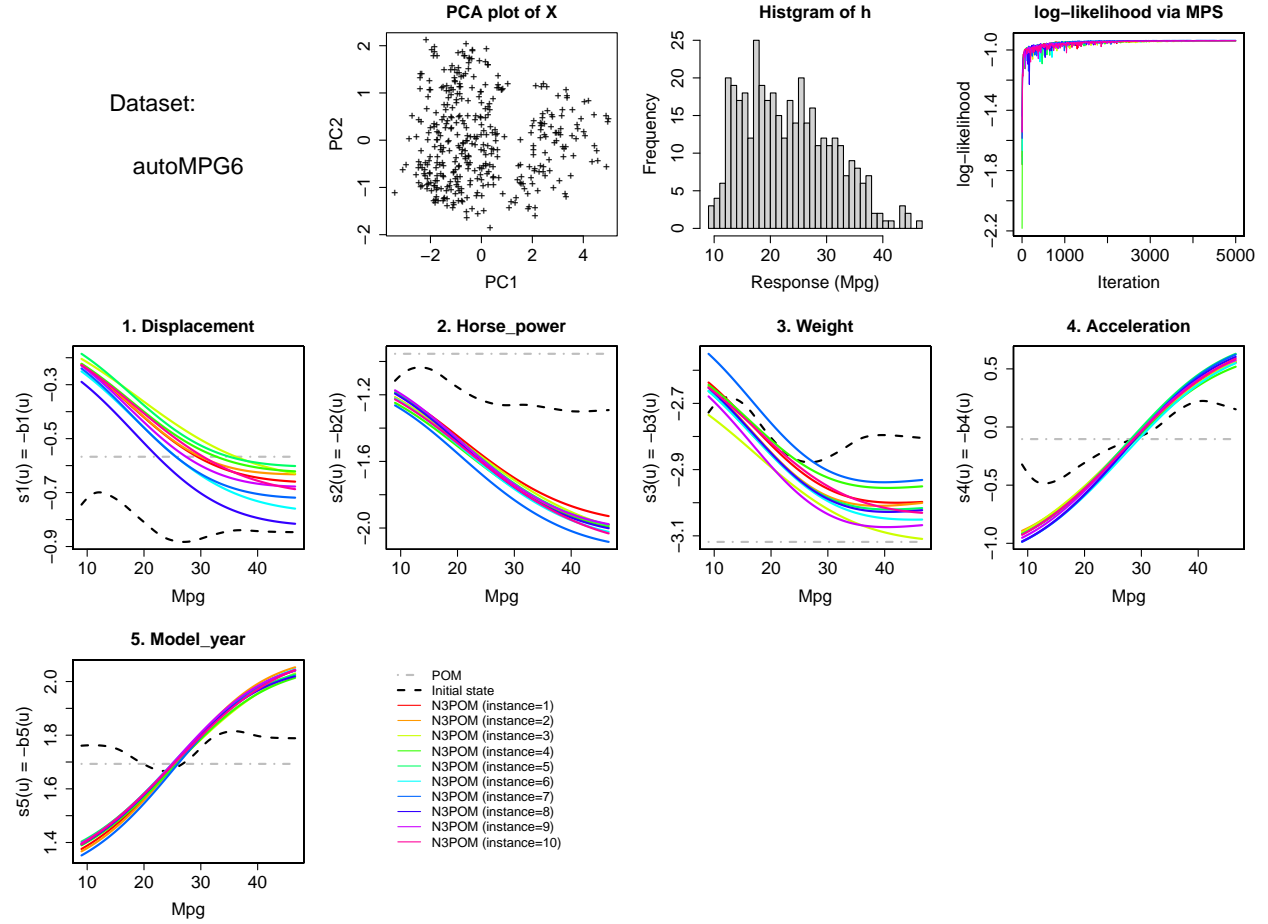 Dataset:
autoMPG6
PCA plot of X
PC2
−2 −1 0 1 2
−2 0 2 4
PC1
Histgram of h
Frequency
0 5 10 15 20 25
10 20 30 40
Response (Mpg)
log−likelihood via MPS
log−likelihood
−2.2 −1.8 −1.4 −1.0
0 1000 3000 5000
Iteration
1. Displacement
s1(u) = −b1(u)
−0.9 −0.7 −0.5 −0.3
10 20 30 40
Mpg
2. Horse_power
s2(u) = −b2(u)
−2.0 −1.6 −1.2
10 20 30 40
Mpg
3. Weight
s3(u) = −b3(u)
−3.1 −2.9 −2.7
10 20 30 40
Mpg
4. Acceleration
s4(u) = −b4(u)
−1.0 −0.5 0.0 0.5
10 20 30 40
Mpg
5. Model_year
s5(u) = −b5(u)
1.4 1.6 1.8 2.0
10 20 30 40
Mpg
POM
Initial state
N3POM (instance=1)
N3POM (instance=2)
N3POM (instance=3)
N3POM (instance=4)
N3POM (instance=5)
N3POM (instance=6)
N3POM (instance=7)
N3POM (instance=8)
N3POM (instance=9)
N3POM (instance=10)